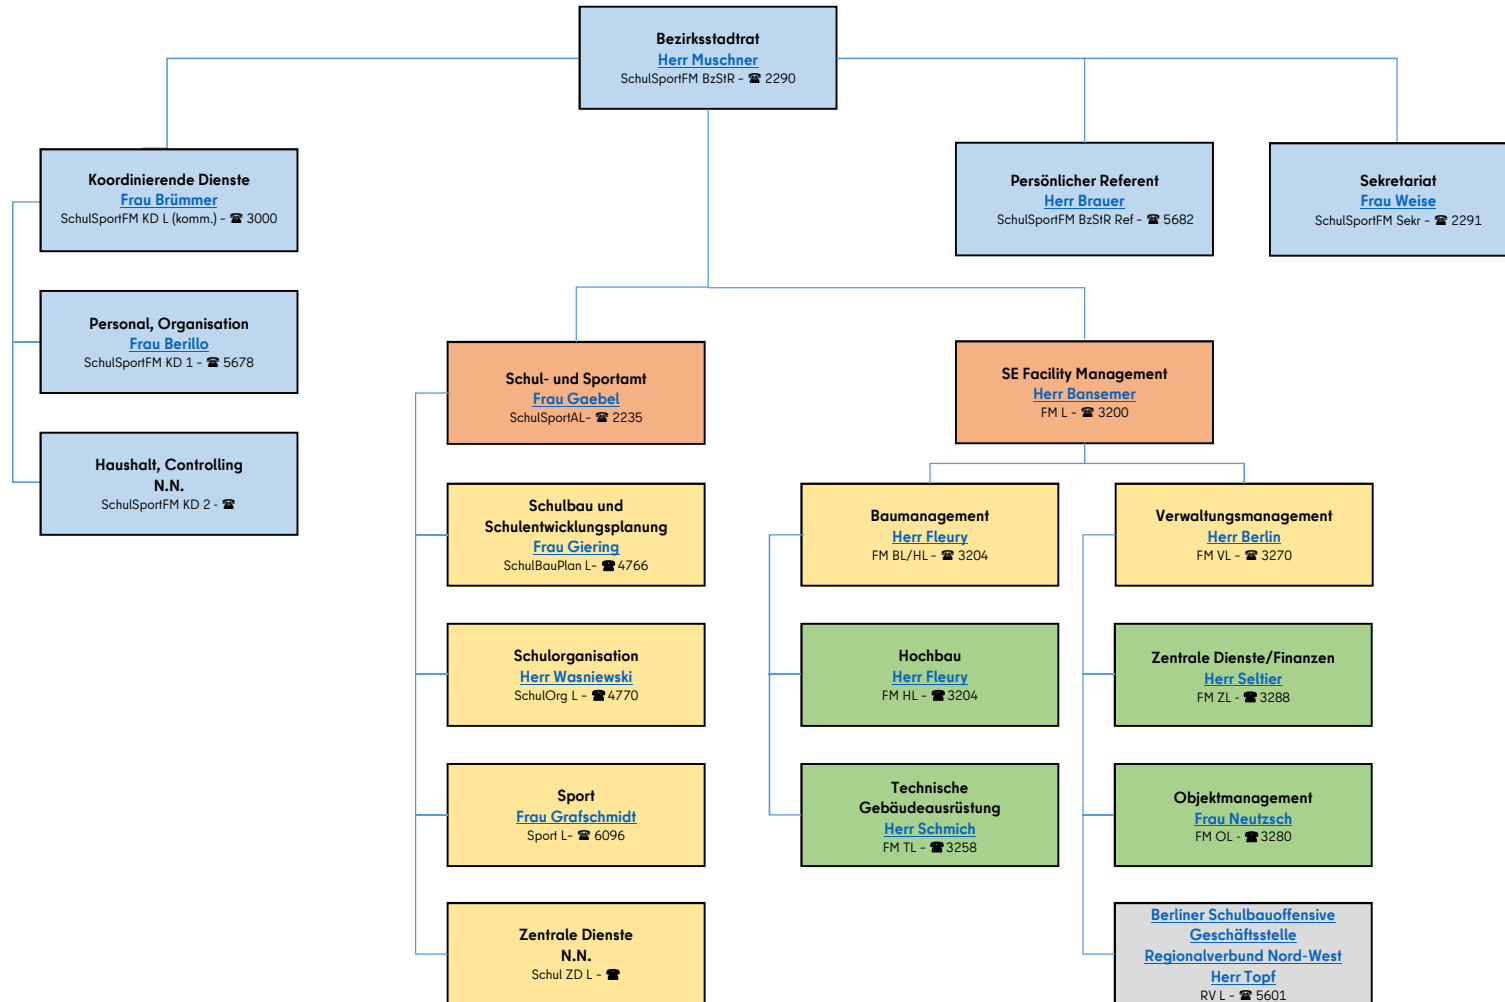 Bezirksstadtrat
Herr Muschner
SchulSportFM BzStR - ☎ 2290
Koordinierende Dienste
Frau Brümmer
SchulSportFM KD L (komm.) - ☎ 3000
Persönlicher Referent
Herr Brauer
SchulSportFM BzStR Ref - ☎ 5682
Sekretariat
Frau Weise
SchulSportFM Sekr - ☎ 2291
Personal, Organisation
Frau Berillo
SchulSportFM KD 1 - ☎ 5678
Haushalt, Controlling
N.N.
SchulSportFM KD 2 - ☎
Schul- und Sportamt
Frau Gaebel
SchulSportAL- ☎ 2235
SE Facility Management
Herr Bansemer
FM L - ☎ 3200
Schulbau und
Schulentwicklungsplanung
Frau Giering
SchulBauPlan L- ☎ 4766
Schulorganisation
Herr Wasniewski
SchulOrg L - ☎ 4770
Sport
Frau Grafschmidt
Sport L- ☎ 6096
Zentrale Dienste
N.N.
Schul ZD L - ☎
Baumanagement
Herr Fleury
FM BL/HL - ☎ 3204
Hochbau
Herr Fleury
FM HL - ☎ 3204
Technische
Gebäudeausrüstung
Herr Schmich
FM TL - ☎ 3258
Verwaltungsmanagement
Herr Berlin
FM VL - ☎ 3270
Zentrale Dienste/Finanzen
Herr Seltier
FM ZL - ☎ 3288
Objektmanagement
Frau Neutzsch
FM OL - ☎ 3280
Berliner Schulbauoffensive
Geschäftsstelle
Regionalverbund Nord-West
Herr Topf
RV L - ☎ 5601